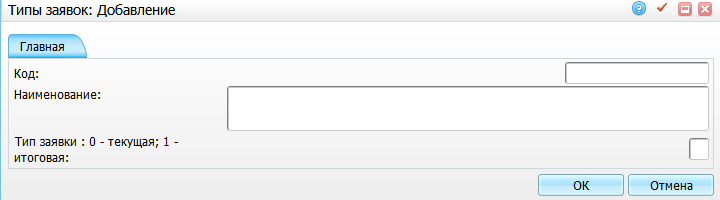 Типы заявок: Добавление
Главная
Код:
Наименование:
Тип заявки : 0 - текущая; 1 -
итоговая:
ОК
Отмена